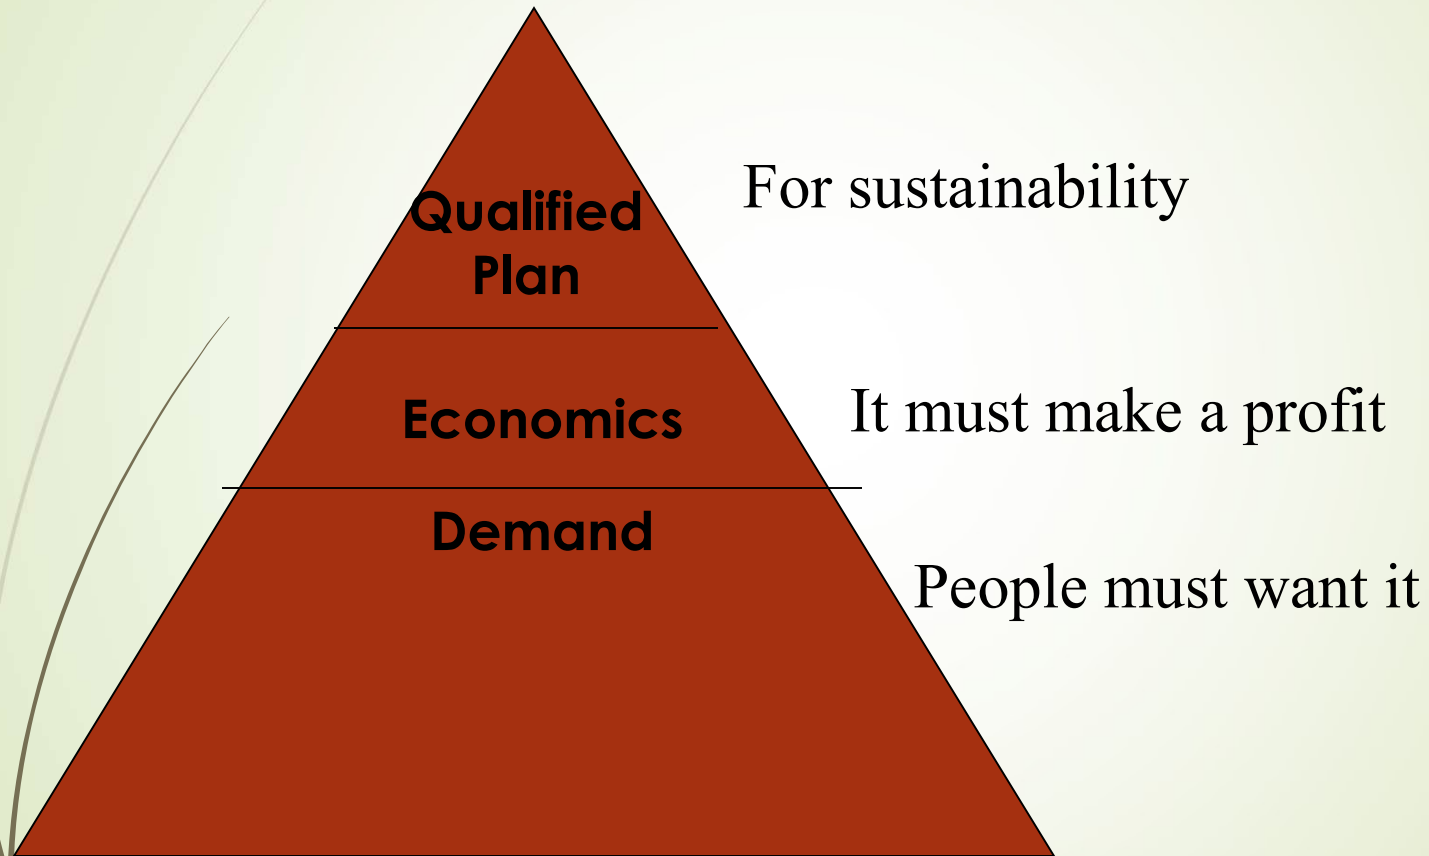 For sustainability
Qualified
Plan
It must make a profit
Economics
Demand
People must want it